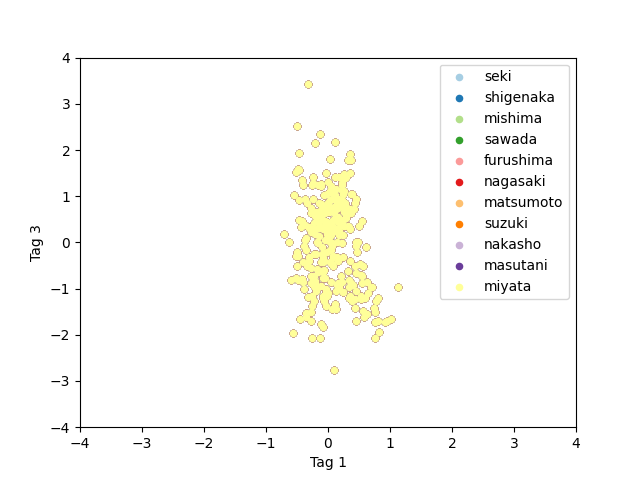 seki
shigenaka
mishima
sawada
furushima
nagasaki
matsumoto
suzuki
nakasho
masutani
miyata
4
3
2
1
0
−1
−2
−3
−4
Tag 3
−4 −3 −2 −1 0 1 2 3 4
Tag 1